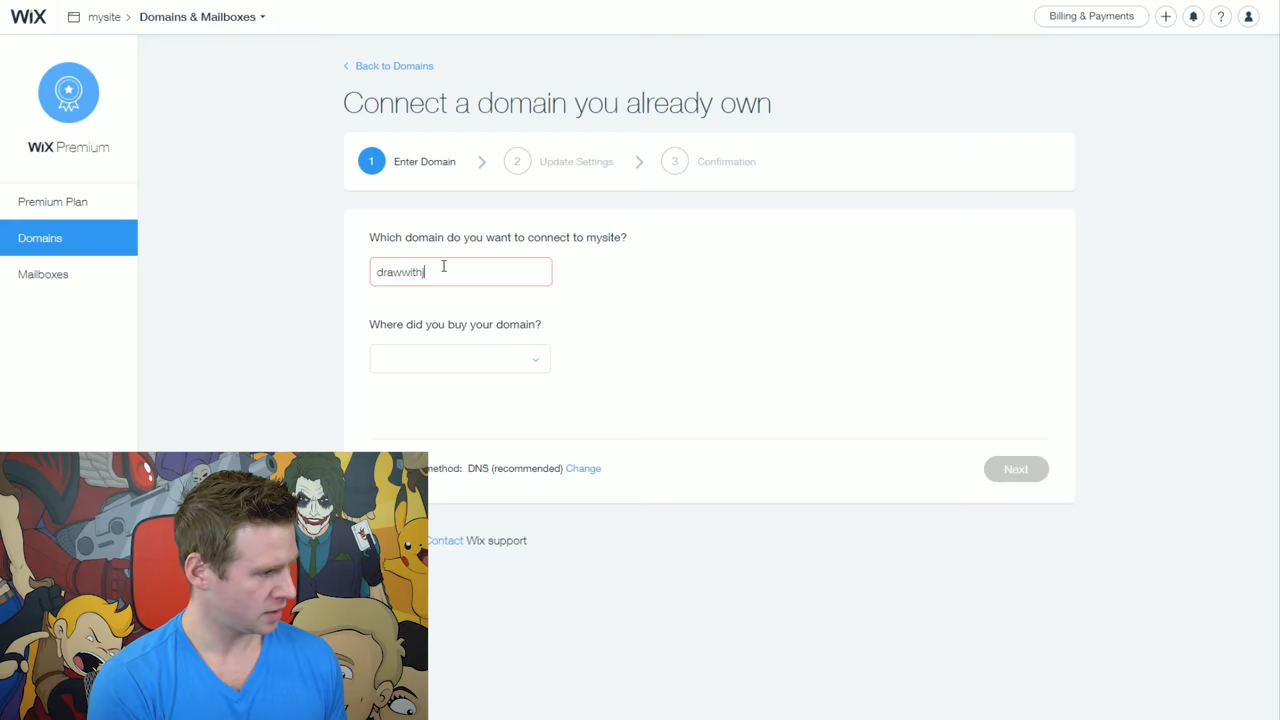 WiX mysite > Domains & Mailboxes Billing & Payments + ?
Back to Domains
Connect a domain you already own
WiX Premium
1 Enter Domain 2 Update Settings 3 Confirmation
Premium Plan
Domains
Mailboxes
Which domain do you want to connect to mysite?
drawwithj
Where did you buy your domain?
method: DNS (recommended) Change Next
Contact Wix support